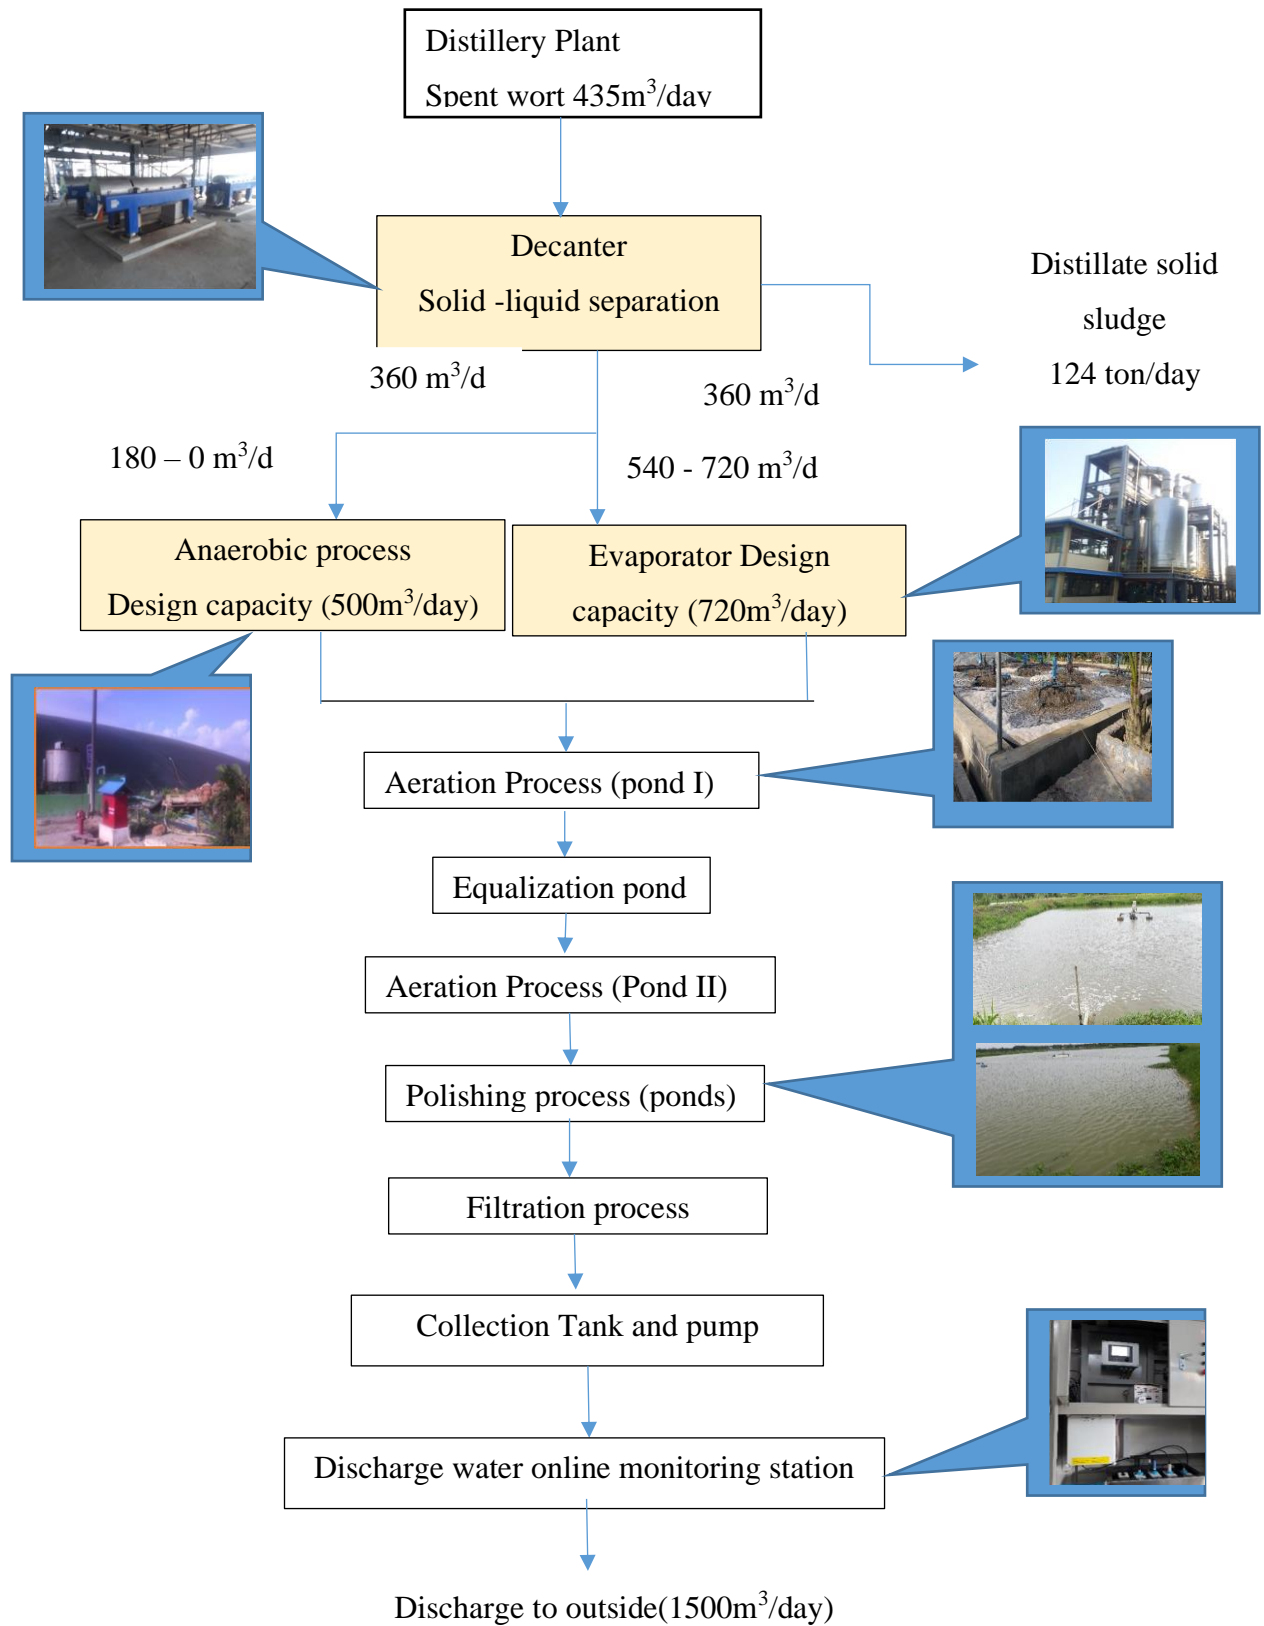 Distillery Plant
Spent wort 435m³/day
Decanter
Solid -liquid separation
Distillate solid
sludge
124 ton/day
360 m³/d
360 m³/d
180 – 0 m³/d
540 - 720 m³/d
Anaerobic process
Design capacity (500m³/day)
Evaporator Design
capacity (720m³/day)
Aeration Process (pond I)
Equalization pond
Aeration Process (Pond II)
Polishing process (ponds)
Filtration process
Collection Tank and pump
Discharge water online monitoring station
Discharge to outside(1500m³/day)